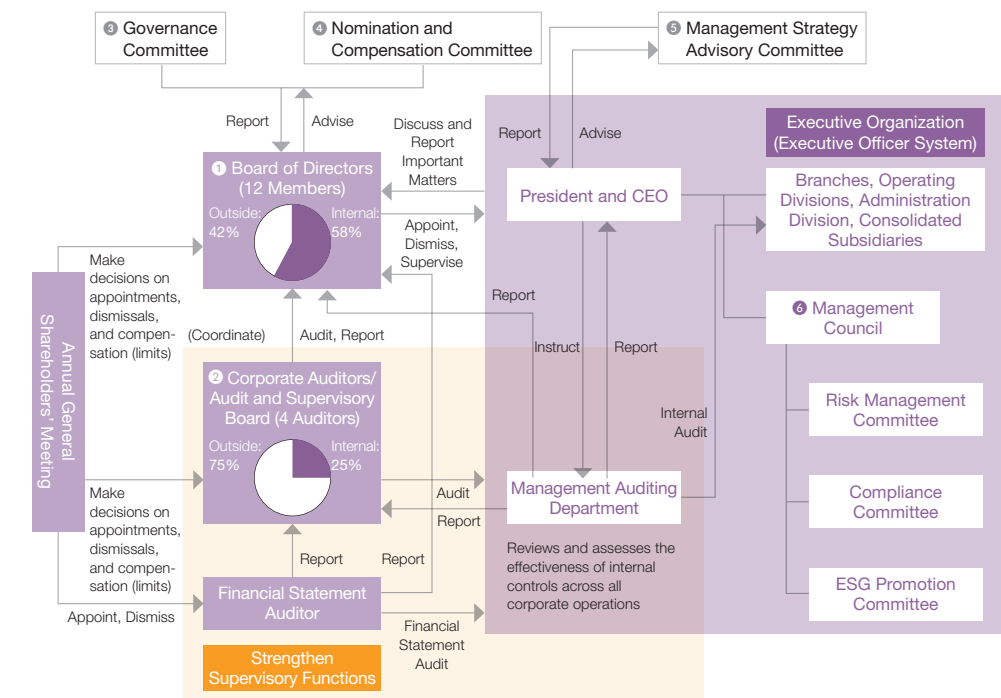 ❸ Governance
Committee
❹ Nomination and
Compensation Committee
❺ Management Strategy
Advisory Committee
Report
Advise
Discuss and
Report
Important
Matters
Report
Advise
Executive Organization
(Executive Officer System)
❶ Board of Directors
(12 Members)
Outside:
42%
Internal:
58%
President and CEO
Branches, Operating
Divisions, Administration
Division, Consolidated
Subsidiaries
Appoint,
Dismiss,
Supervise
Make
decisions on
appointments,
dismissals,
and compen-
sation (limits)
Annual General
Shareholders' Meeting
(Coordinate)
Audit, Report
Report
Instruct
Report
❻ Management
Council
❷ Corporate Auditors/
Audit and Supervisory
Board (4 Auditors)
Outside:
75%
Internal:
25%
Internal
Audit
Risk Management
Committee
Make
decisions on
appointments,
dismissals,
and compen-
sation (limits)
Audit
Report
Management Auditing
Department
Compliance
Committee
Report
Report
Reviews and assesses the
effectiveness of internal
controls across all
corporate operations
Appoint, Dismiss
Financial Statement
Auditor
Financial
Statement
Audit
ESG Promotion
Committee
Strengthen
Supervisory Functions